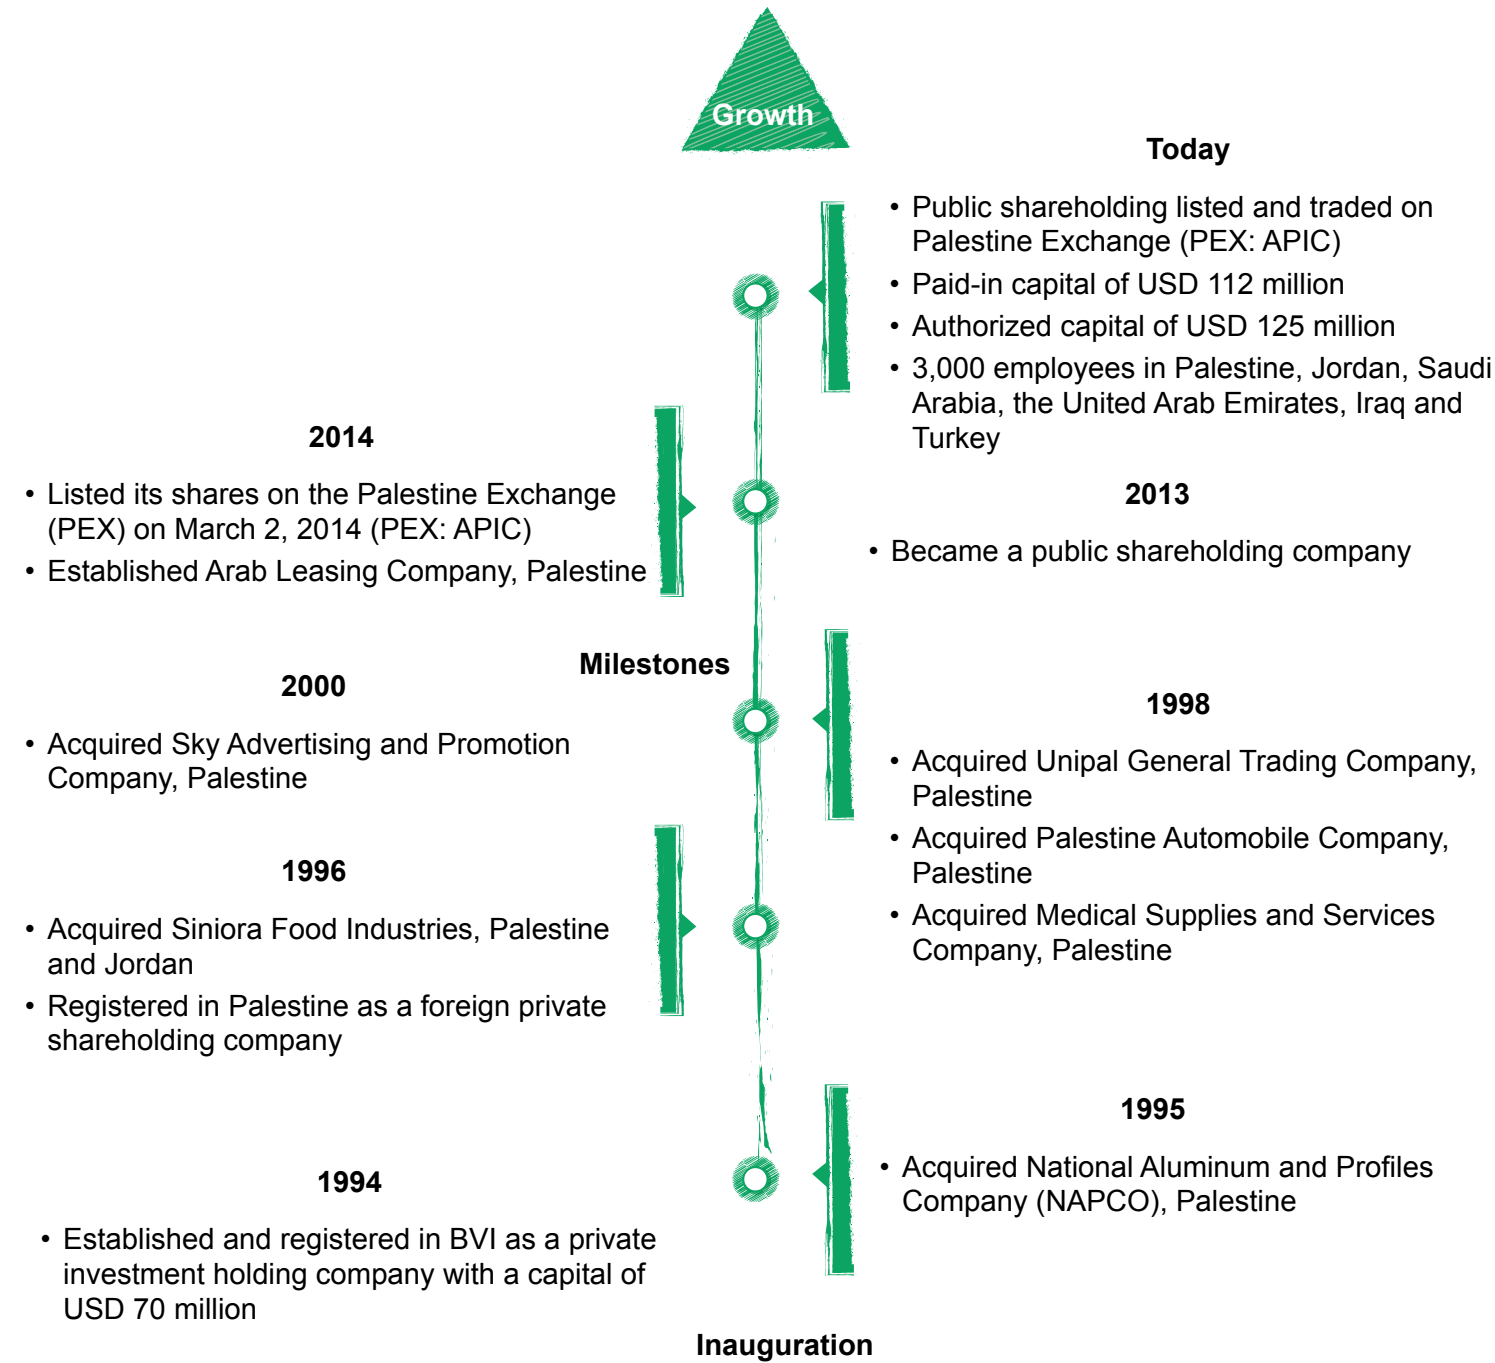 Growth
Today
• Public shareholding listed and traded on
Palestine Exchange (PEX: APIC)
• Paid-in capital of USD 112 million
• Authorized capital of USD 125 million
• 3,000 employees in Palestine, Jordan, Saudi
Arabia, the United Arab Emirates, Iraq and
Turkey
2014
• Listed its shares on the Palestine Exchange
(PEX) on March 2, 2014 (PEX: APIC)
• Established Arab Leasing Company, Palestine
2013
• Became a public shareholding company
Milestones
2000
• Acquired Sky Advertising and Promotion
Company, Palestine
1998
• Acquired Unipal General Trading Company,
Palestine
• Acquired Palestine Automobile Company,
Palestine
• Acquired Medical Supplies and Services
Company, Palestine
1996
• Acquired Siniora Food Industries, Palestine
and Jordan
• Registered in Palestine as a foreign private
shareholding company
1995
• Acquired National Aluminum and Profiles
Company (NAPCO), Palestine
1994
• Established and registered in BVI as a private
investment holding company with a capital of
USD 70 million
Inauguration